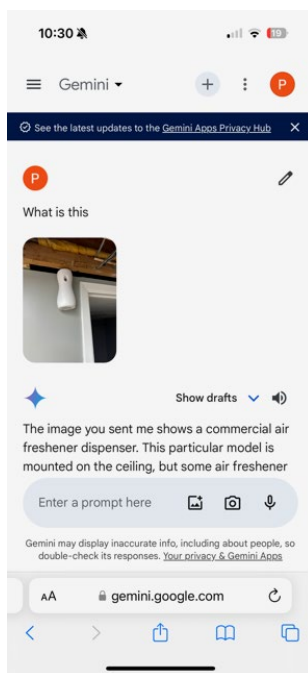 10:30
19
Gemini
P
See the latest updates to the Gemini Apps Privacy Hub
P
What is this
Show drafts
The image you sent me shows a commercial air
freshener dispenser. This particular model is
mounted on the ceiling, but some air freshener
Enter a prompt here
Gemini may display inaccurate info, including about people, so
double-check its responses. Your privacy & Gemini Apps
AA
gemini.google.com